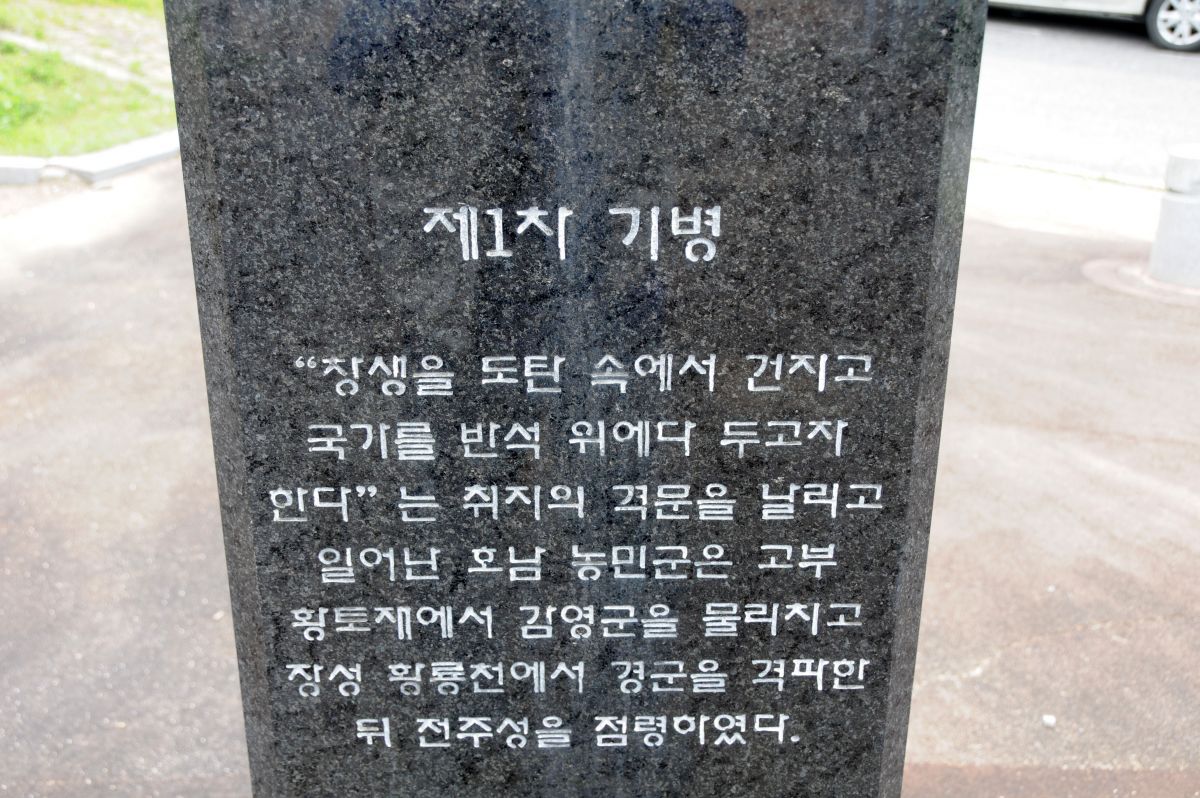 제1차 기병
“창생을 도탄 속에서 건지고
국가를 반석 위에다 두고자
한다” 는 취지의 격문을 날리고
일어난 호남 농민군은 고부
황토재에서 감영군을 물리치고
장성 황룡천에서 경군을 격파한
뒤 전주성을 점령하였다.